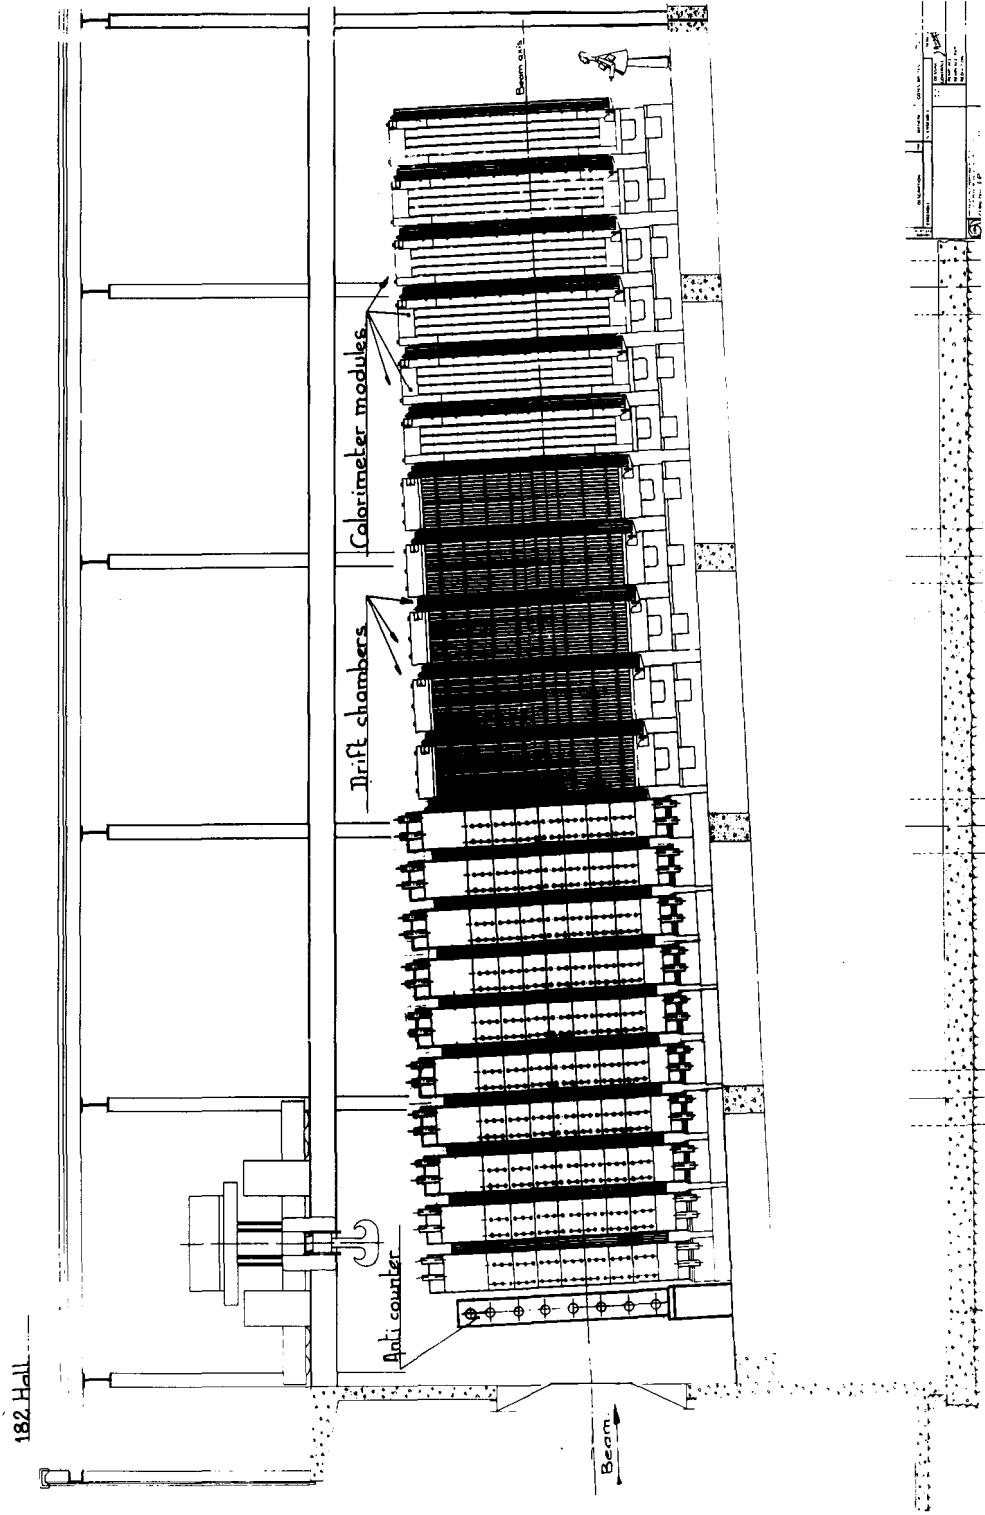 182 Hall
Beam axis
Calorimeter modules
Drift chambers
Anti counter
Beam